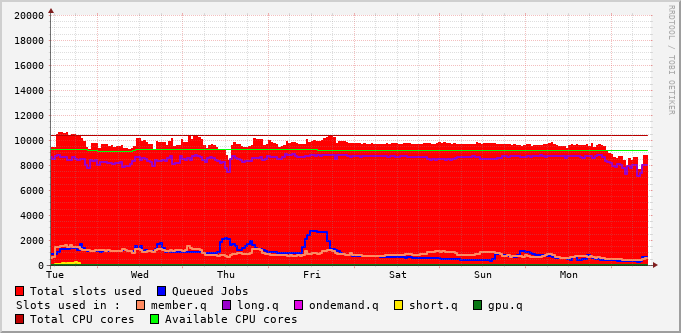 RRDTOOL / TOBI OETIKER
20000
18000
16000
14000
12000
10000
8000
6000
4000
2000
0
Tue Wed Thu Fri Sat Sun Mon
Total slots used Queued Jobs
Slots used in : member.q long.q ondemand.q short.q gpu.q
Total CPU cores Available CPU cores